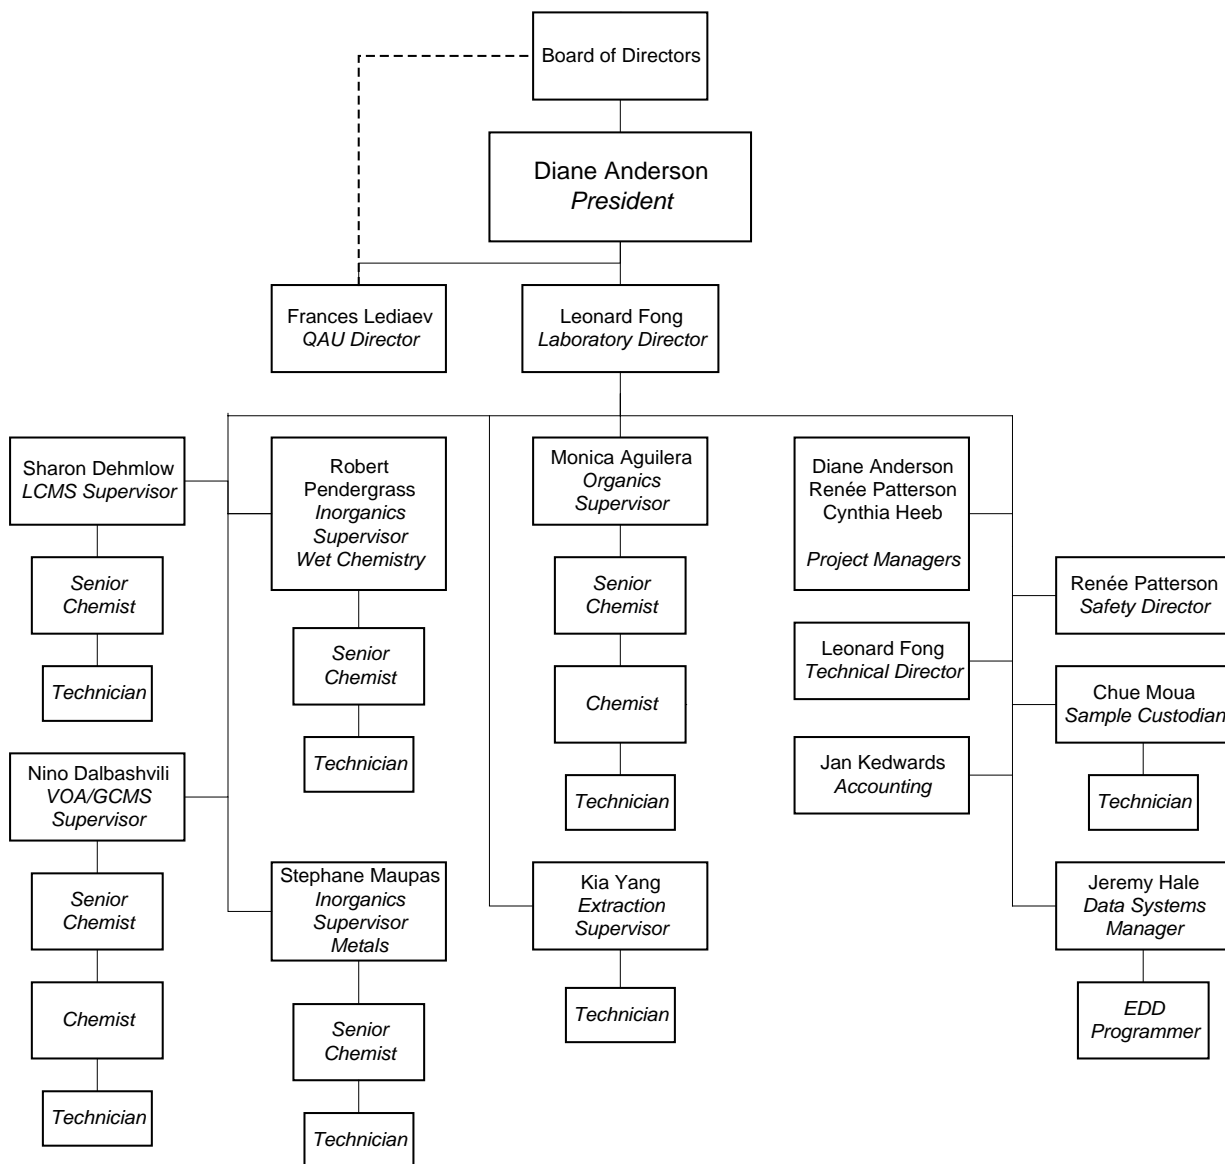 Board of Directors
Diane Anderson
President
Frances Lediaev
QAU Director
Leonard Fong
Laboratory Director
Sharon Dehmlow
LCMS Supervisor
Senior
Chemist
Technician
Nino Dalbashvili
VOA/GCMS
Supervisor
Senior
Chemist
Chemist
Technician
Robert
Pendergrass
Inorganics
Supervisor
Wet Chemistry
Senior
Chemist
Technician
Stephane Maupas
Inorganics
Supervisor
Metals
Senior
Chemist
Technician
Monica Aguilera
Organics
Supervisor
Senior
Chemist
Chemist
Technician
Kia Yang
Extraction
Supervisor
Technician
Diane Anderson
Renée Patterson
Cynthia Heeb
Project Managers
Leonard Fong
Technical Director
Jan Kedwards
Accounting
Renée Patterson
Safety Director
Chue Moua
Sample Custodian
Technician
Jeremy Hale
Data Systems
Manager
EDD
Programmer